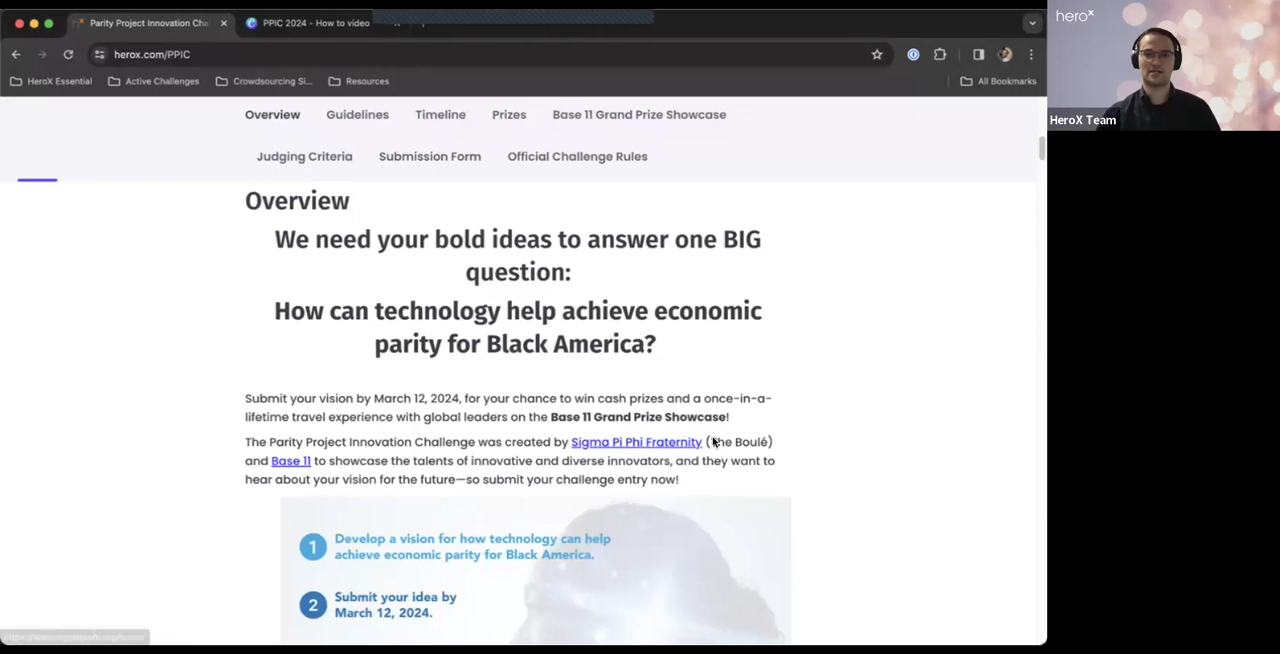 Parity Project Innovation Cha
PPIC 2024 - How to video
herox.com/PPIC
HeroX Essential
Active Challenges
Crowdsourcing Si...
Resources
All Bookmarks
Overview
Guidelines
Timeline
Prizes
Base 11 Grand Prize Showcase
Judging Criteria
Submission Form
Official Challenge Rules
Overview
We need your bold ideas to answer one BIG
question:
How can technology help achieve economic
parity for Black America?
Submit your vision by March 12, 2024, for your chance to win cash prizes and a once-in-a-
lifetime travel experience with global leaders on the Base 11 Grand Prize Showcase!
The Parity Project Innovation Challenge was created by Sigma Pi Phi Fraternity (The Boulé)
and Base 11 to showcase the talents of innovative and diverse innovators, and they want to
hear about your vision for the future—so submit your challenge entry now!
1 Develop a vision for how technology can help
achieve economic parity for Black America.
2 Submit your idea by
March 12, 2024.
herox
HeroX Team